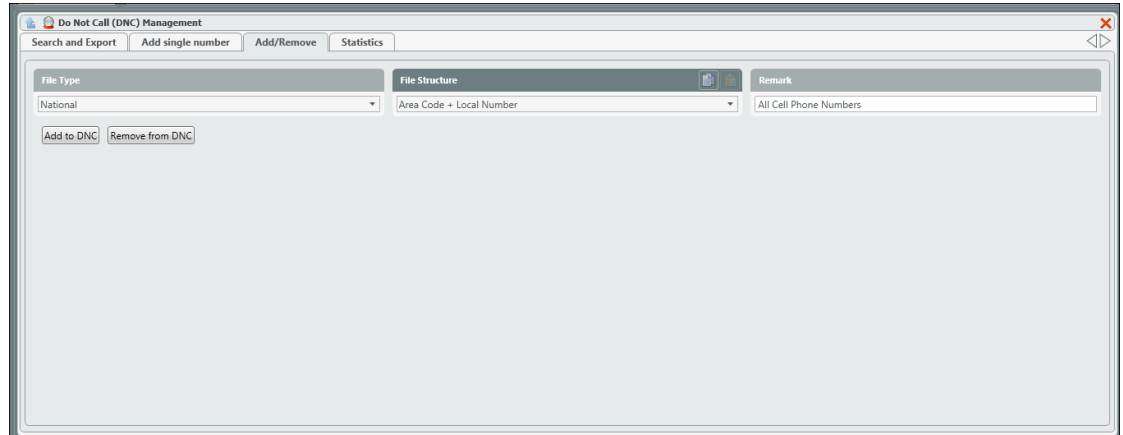 Do Not Call (DNC) Management
Search and Export Add single number Add/Remove Statistics
File Type File Structure Remark
National Area Code + Local Number All Cell Phone Numbers
Add to DNC Remove from DNC